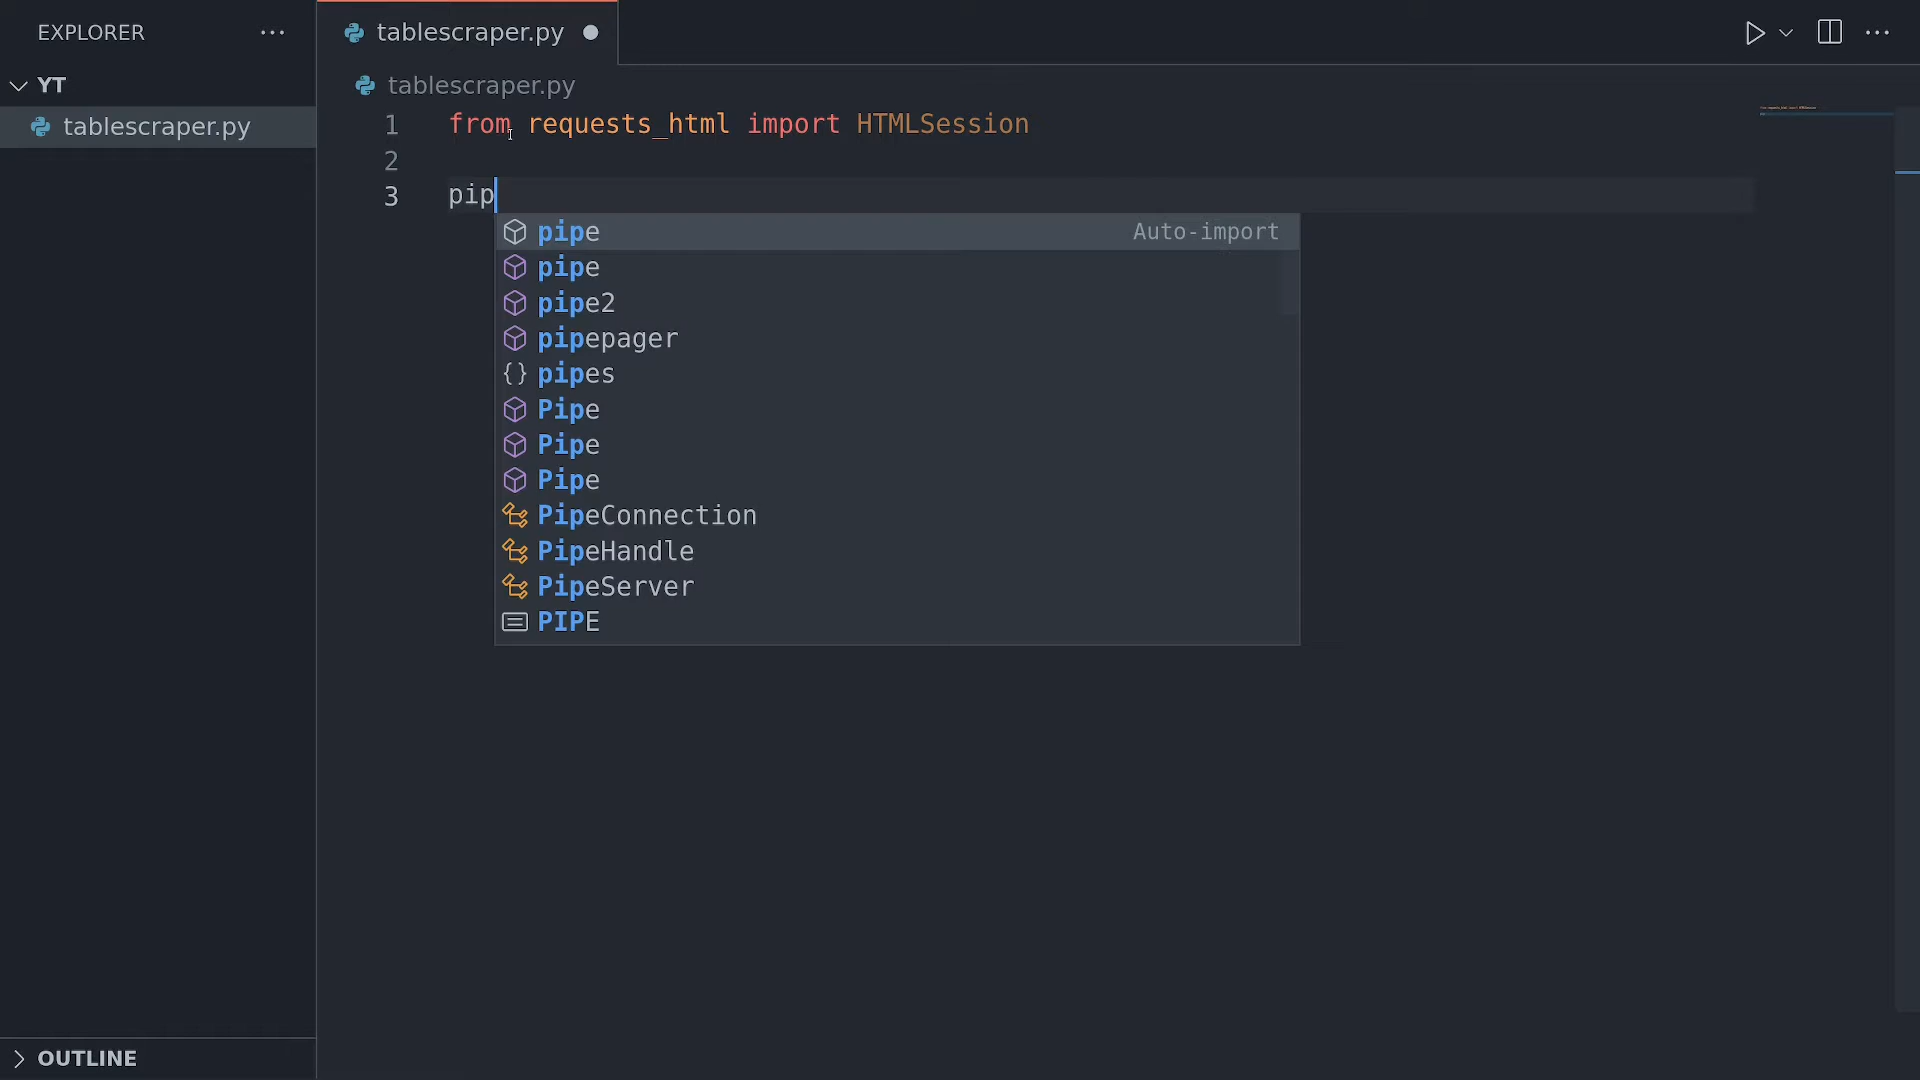 EXPLORER
YT
tablescraper.py
OUTLINE
tablescraper.py
tablescraper.py
1 from requests_html import HTMLSession
2
3 pip
pipe Auto-import
pipe
pipe2
pipepager
{} pipes
Pipe
Pipe
Pipe
PipeConnection
PipeHandle
PipeServer
PIPE